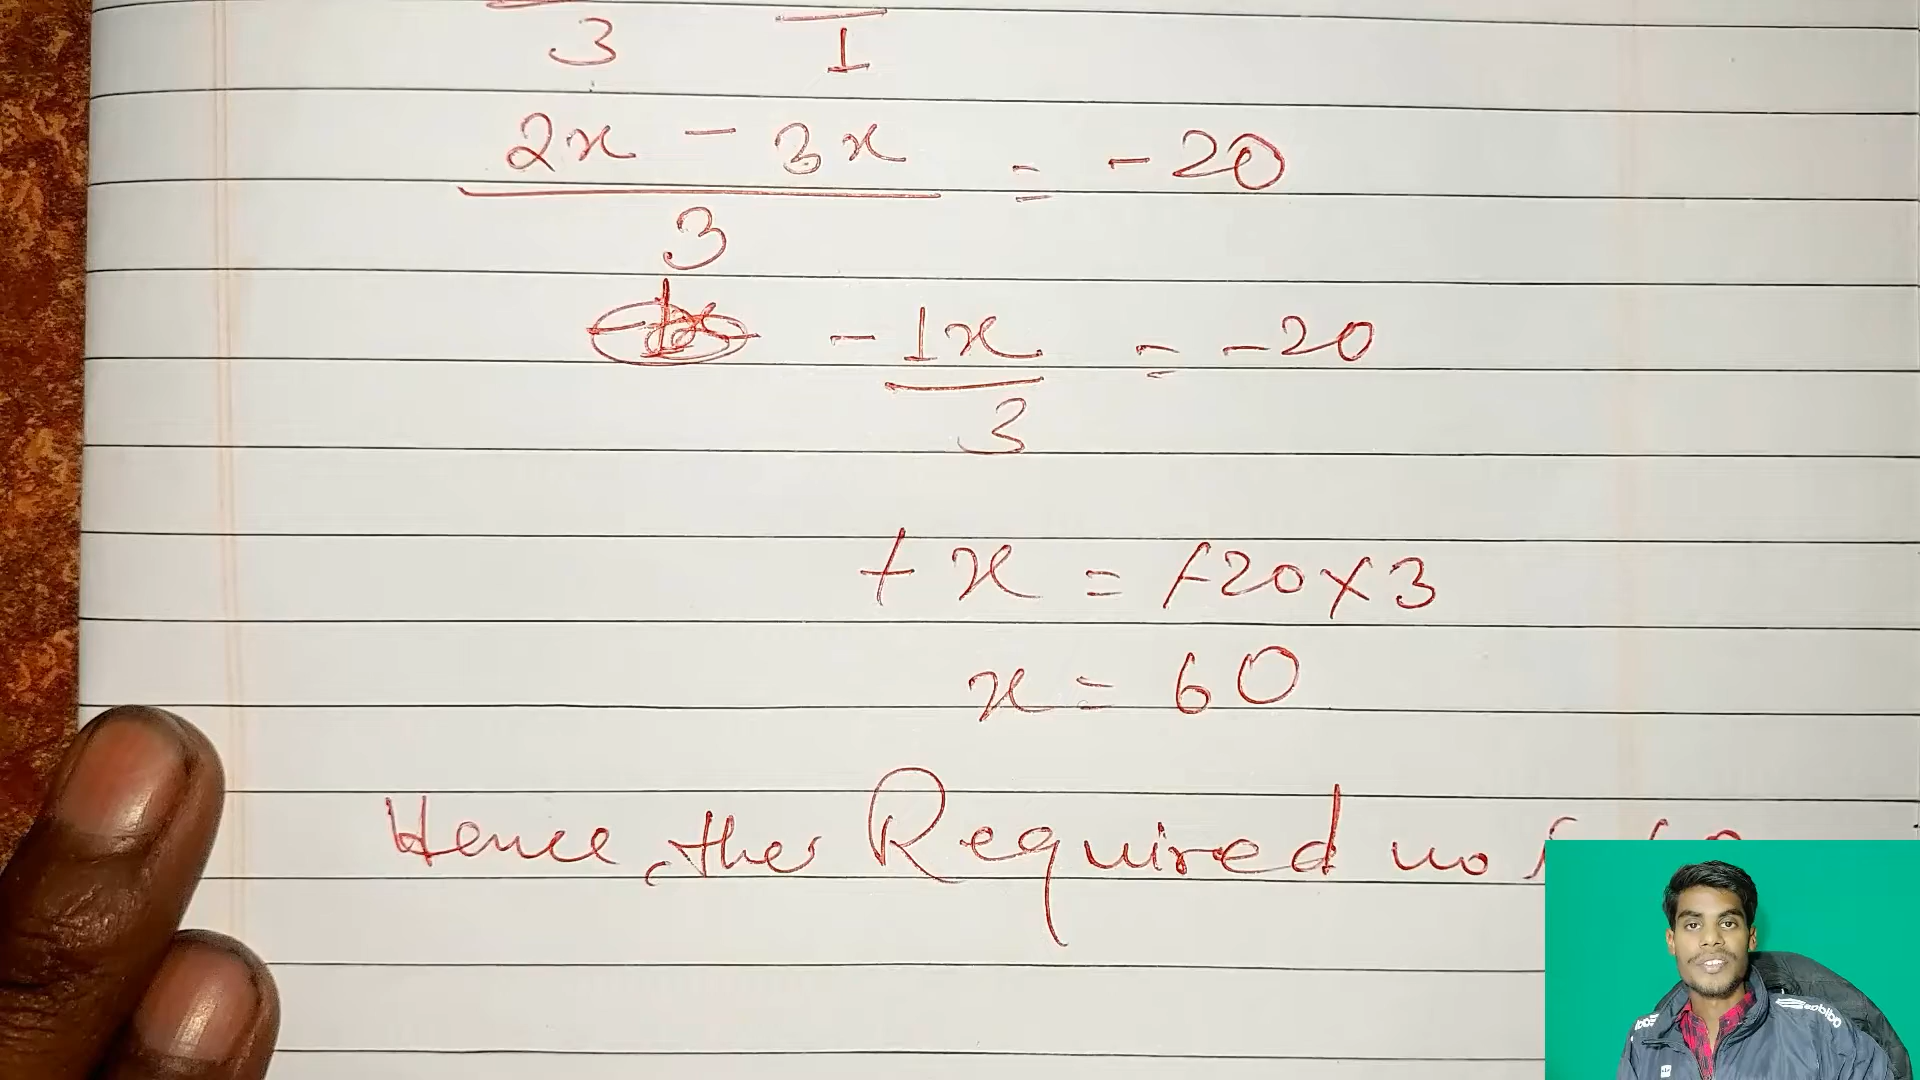 3 1
2x - 3x = -20
3
- 1x = -20
3
+ x = +20 x 3
x = 60
Hence, the Required no